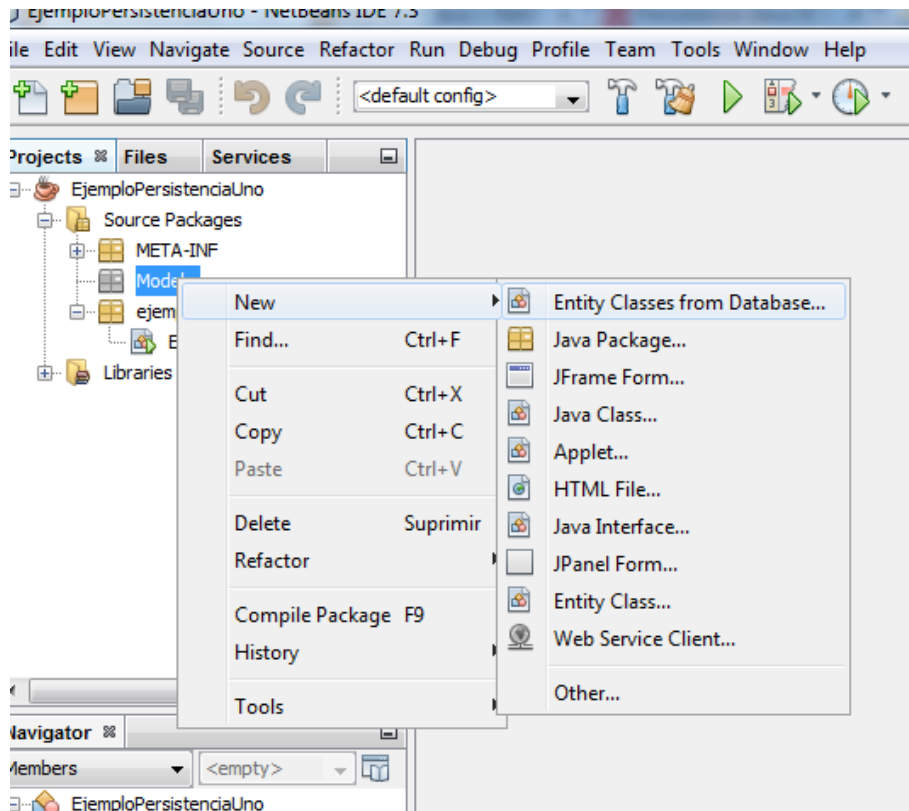 EjemploPersistenciaUno - NetBeans IDE 7.3
ile Edit View Navigate Source Refactor Run Debug Profile Team Tools Window Help
<default config>
Projects Files Services
EjemploPersistenciaUno
Source Packages
META-INF
Model
ejem
E
Libraries
New
Find... Ctrl+F
Cut Ctrl+X
Copy Ctrl+C
Paste Ctrl+V
Delete Suprimir
Refactor
Compile Package F9
History
Tools
Entity Classes from Database...
Java Package...
JFrame Form...
Java Class...
Applet...
HTML File...
Java Interface...
JPanel Form...
Entity Class...
Web Service Client...
Other...
Navigator
Members <empty>
EjemploPersistenciaUno